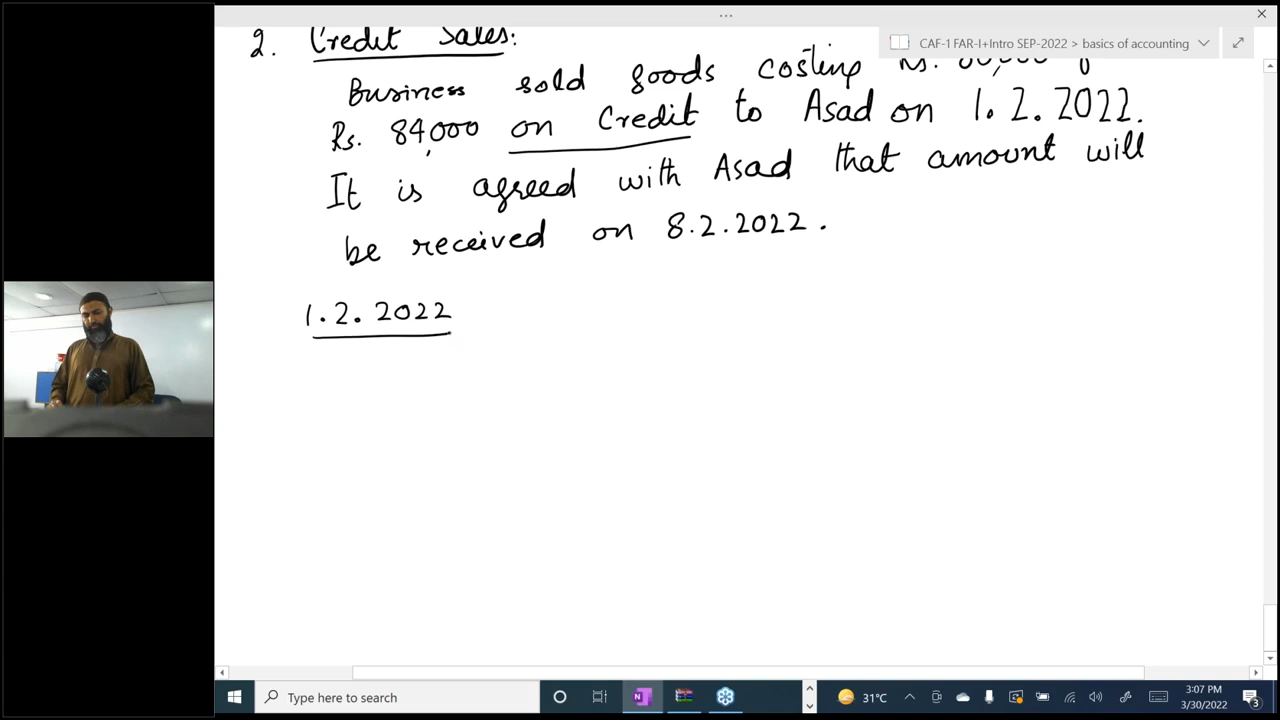 CAF-1 FAR-I+Intro SEP-2022 > basics of accounting
2. Credit Sales:
Business sold goods costing Rs.
Rs. 84,000 on Credit to Asad on 1.2.2022.
It is agreed with Asad that amount will
be received on 8.2.2022.
1.2.2022
Type here to search
31°C
3:07 PM
3/30/2022
3